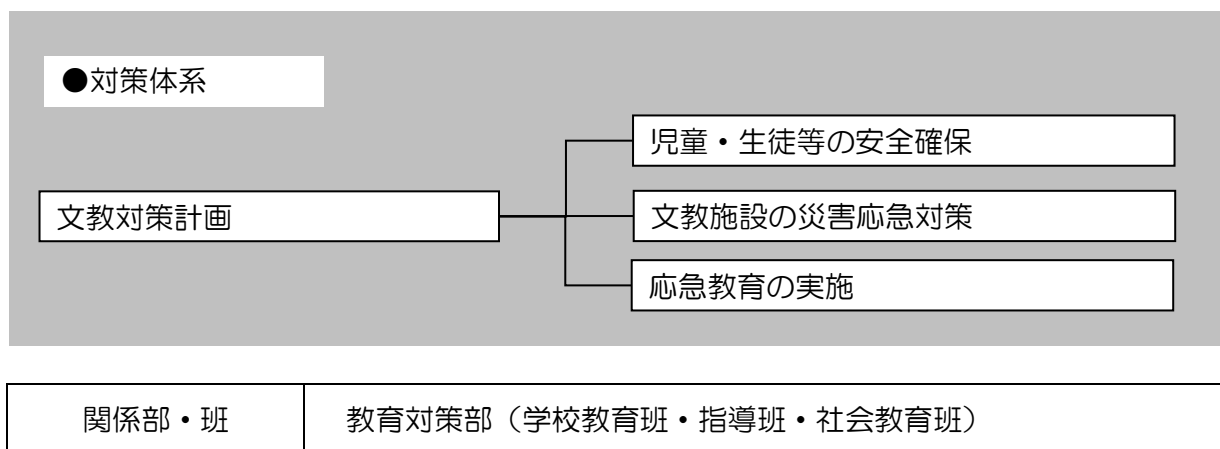 ●対策体系
児童・生徒等の安全確保
文教対策計画
文教施設の災害応急対策
応急教育の実施
関係部・班
教育対策部（学校教育班・指導班・社会教育班）